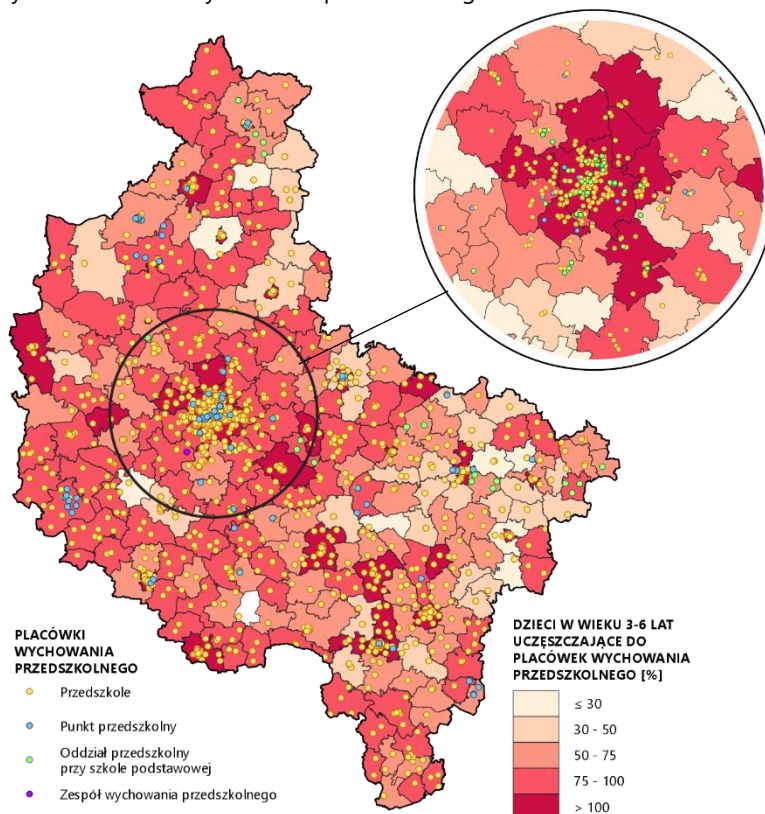 PLACÓWKI
WYCHOWANIA
PRZEDSZKOLNEGO
Przedszkole
Punkt przedszkolny
Oddział przedszkolny
przy szkole podstawowej
Zespół wychowania przedszkolnego
DZIECI W WIEKU 3-6 LAT
UCZĘSZCZAJĄCE DO
PLACÓWEK WYCHOWANIA
PRZEDSZKOLNEGO [%]
≤ 30
30 - 50
50 - 75
75 - 100
> 100